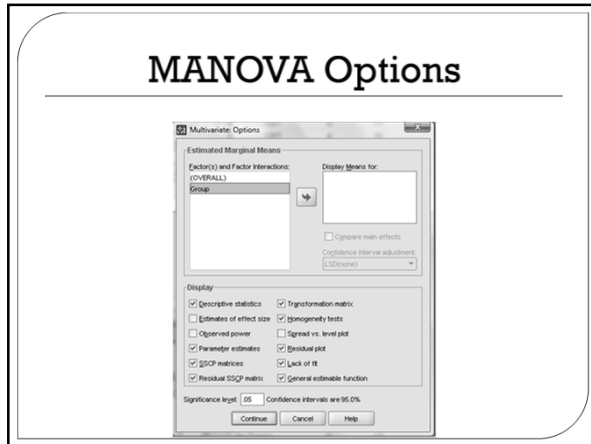 MANOVA Options
Multivariate: Options
Estimated Marginal Means
Factor(s) and Factor Interactions:
(OVERALL)
Group
Display Means for:
Compare main effects
Confidence interval adjustment:
LSD(none)
Display
Descriptive statistics
Transformation matrix
Estimates of effect size
Homogeneity tests
Observed power
Spread vs. level plot
Parameter estimates
Residual plot
SSCP matrices
Lack of fit
Residual SSCP matrix
General estimable function
Significance level: .05 Confidence intervals are 95.0%
Continue Cancel Help